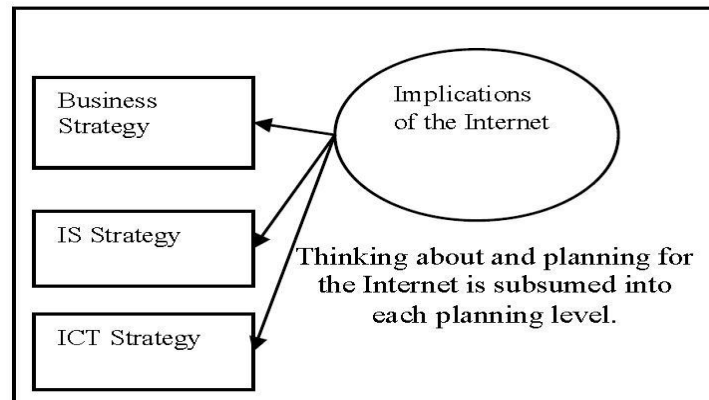 Business
Strategy
Implications
of the Internet
IS Strategy
Thinking about and planning for
the Internet is subsumed into
each planning level.
ICT Strategy